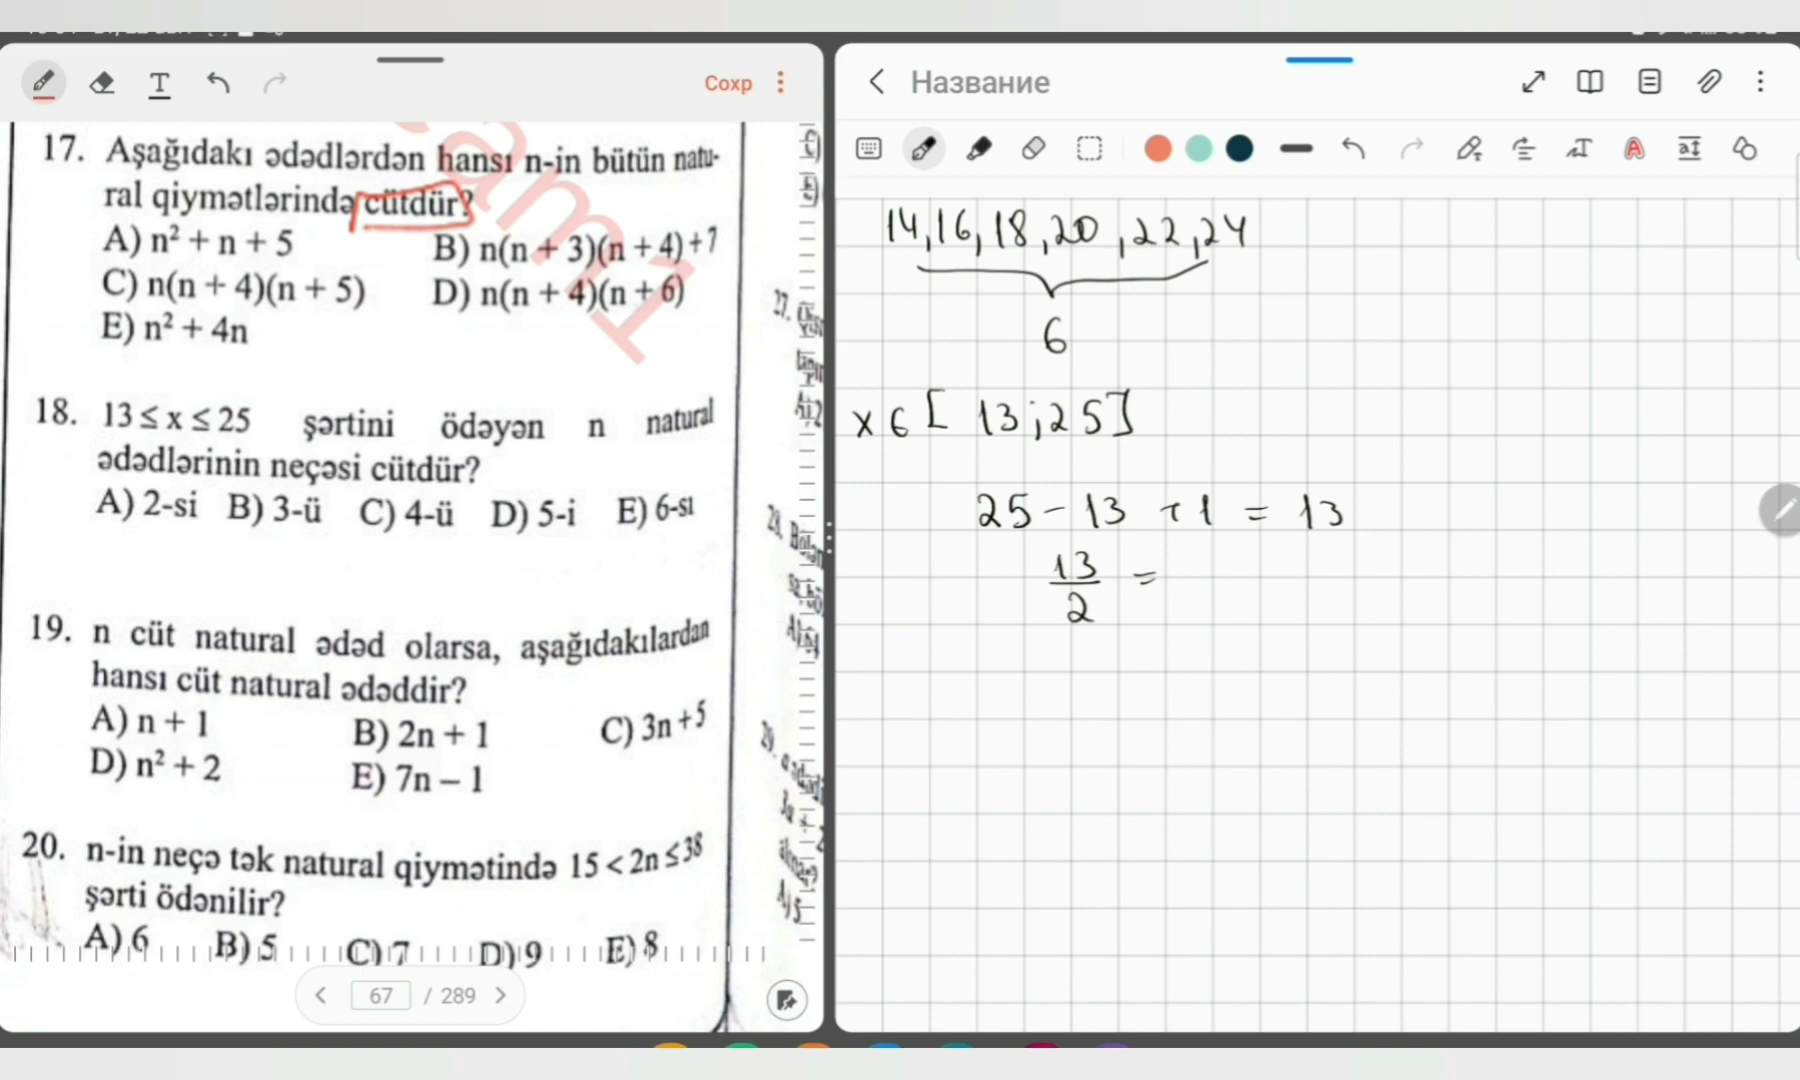 Сохр
17. Aşağıdakı ədədlərdən hansı n-in bütün natu-
ral qiymətlərində cütdür?
A) n² + n + 5 B) n(n + 3)(n + 4) + 7
C) n(n + 4)(n + 5) D) n(n + 4)(n + 6)
E) n² + 4n
18. 13 ≤ x ≤ 25 şərtini ödəyən n natural
ədədlərinin neçəsi cütdür?
A) 2-si B) 3-ü C) 4-ü D) 5-i E) 6-sı
19. n cüt natural ədəd olarsa, aşağıdakılardan
hansı cüt natural ədəddir?
A) n + 1 B) 2n + 1 C) 3n + 5
D) n² + 2 E) 7n – 1
20. n-in neçə tək natural qiymətində 15 < 2n ≤ 38
şərti ödənilir?
A) 6 B) 5 C) 7 D) 9 E) 8
67 / 289
27.
28.
29.
Название
14, 16, 18, 20, 22, 24
6
x є [13; 25]
25 – 13 + 1 = 13
13
2 =